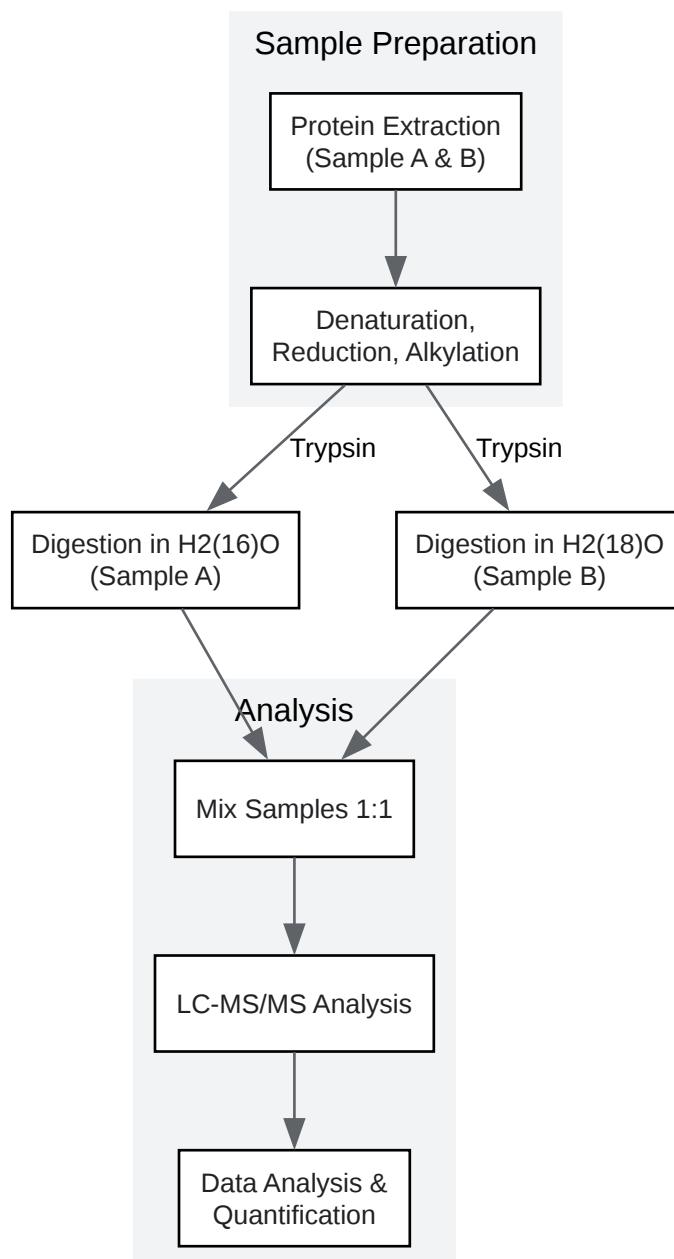 Sample Preparation
Protein Extraction
(Sample A & B)
Denaturation,
Reduction, Alkylation
Trypsin
Trypsin
Digestion in H2(16)O
(Sample A)
Digestion in H2(18)O
(Sample B)
Analysis
Mix Samples 1:1
LC-MS/MS Analysis
Data Analysis &
Quantification